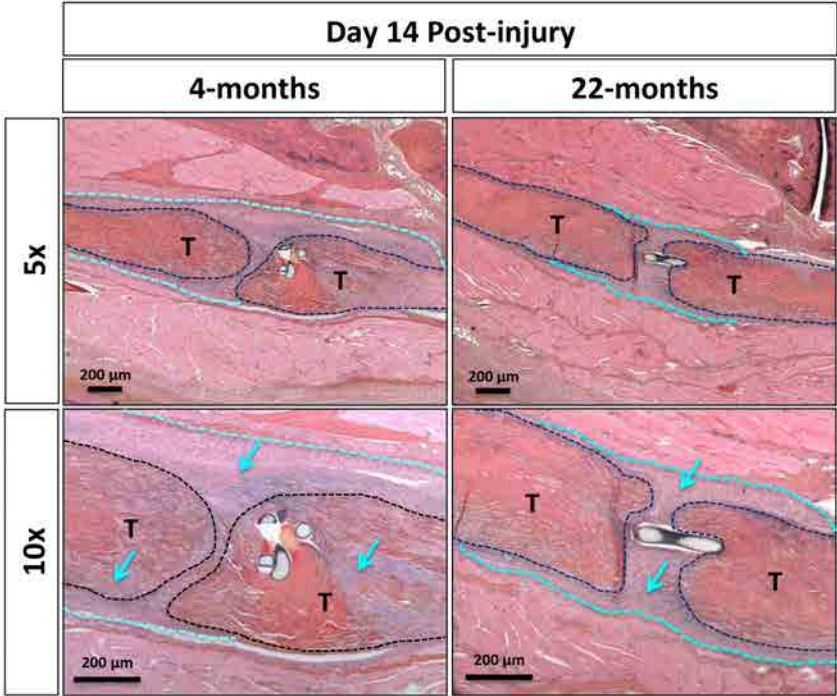 Day 14 Post-injury
4-months 22-months
5x
T T
T T
200 μm 200 μm
10x
T T
T T
200 μm 200 μm